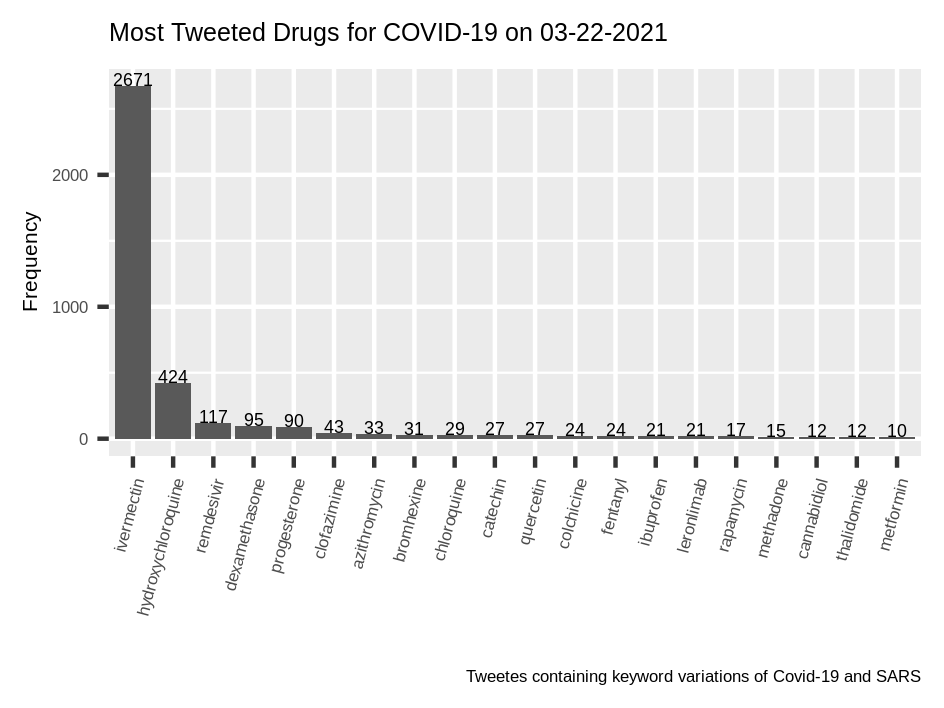 Most Tweeted Drugs for COVID-19 on 03-22-2021
Frequency
2000
1000
0
2671
424
117
95
90
43
33
31
29
27
27
24
24
21
21
17
15
12
12
10
ivermectin
hydroxychloroquine
remdesivir
dexamethasone
progesterone
clofazimine
azithromycin
bromhexine
chloroquine
catechin
quercetin
colchicine
fentanyl
ibuprofen
leronlimab
rapamycin
methadone
cannabidiol
thalidomide
metformin
Tweetes containing keyword variations of Covid-19 and SARS